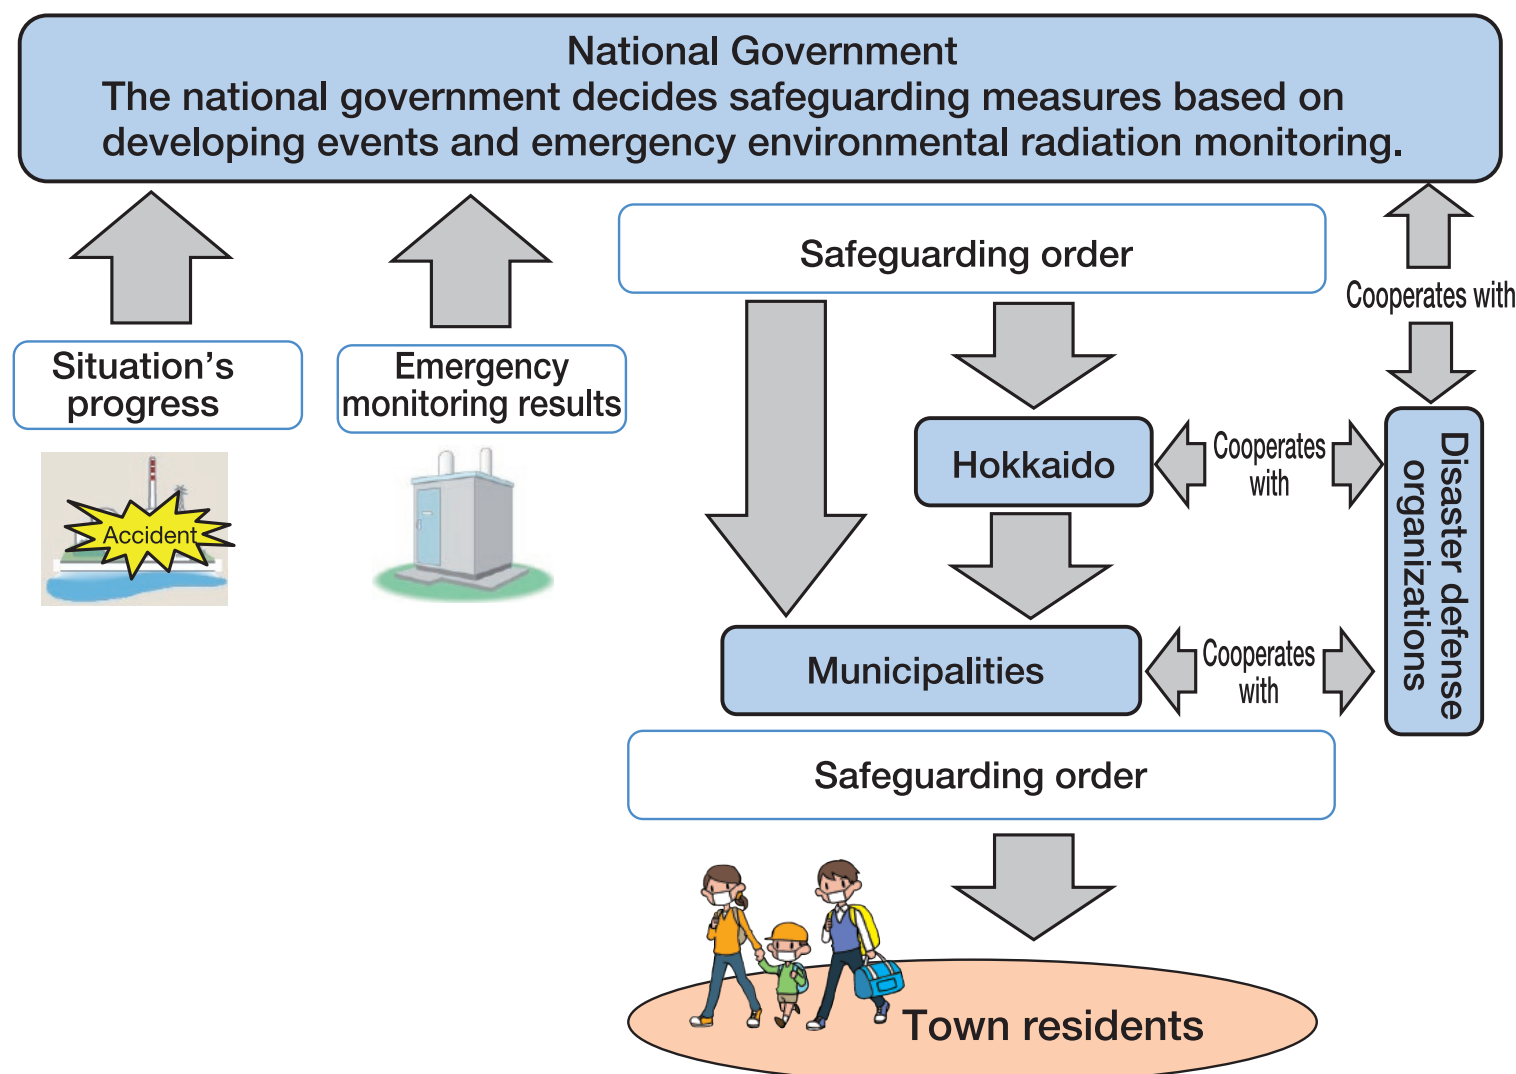 National Government
The national government decides safeguarding measures based on
developing events and emergency environmental radiation monitoring.
Safeguarding order
Cooperates with
Situation's
progress
Emergency
monitoring results
Accident
Hokkaido
Cooperates
with
Disaster defense
organizations
Municipalities
Cooperates
with
Safeguarding order
Town residents